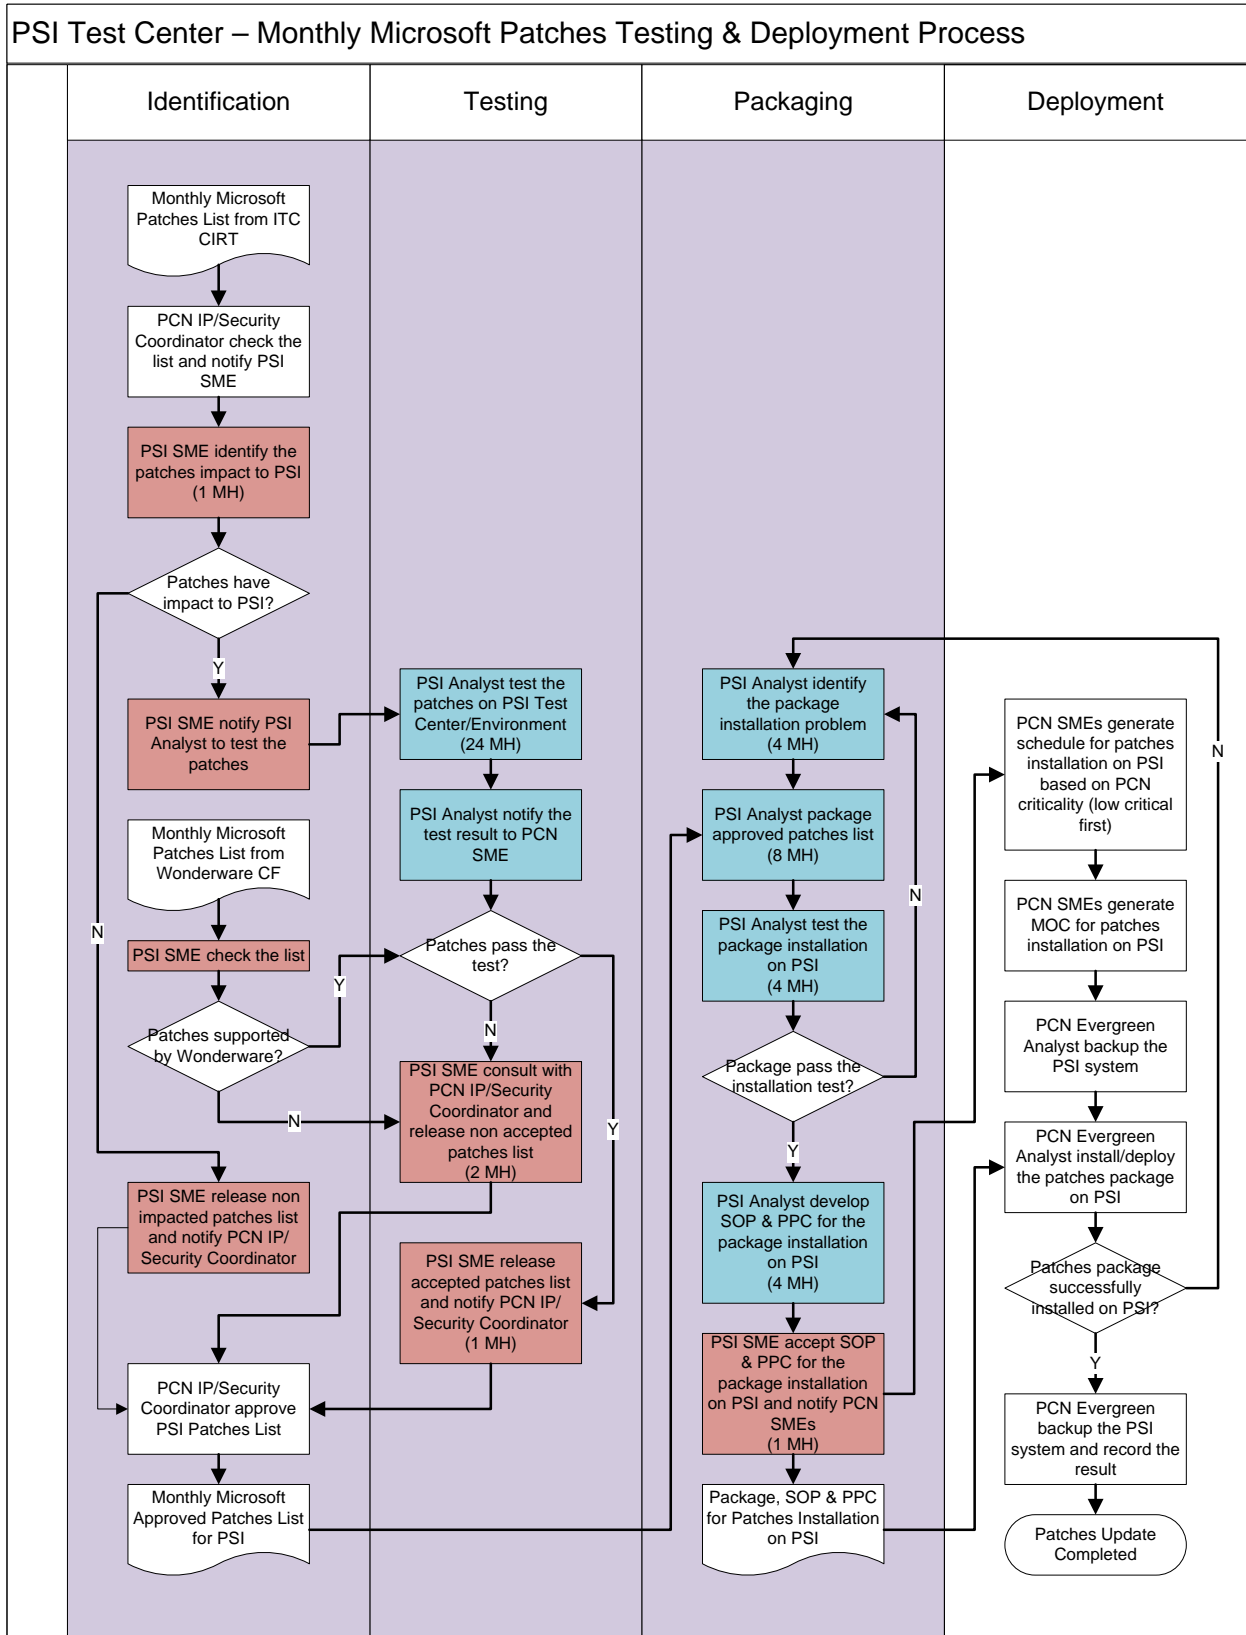 PSI Test Center – Monthly Microsoft Patches Testing & Deployment Process
Identification
Testing
Packaging
Deployment
Monthly Microsoft
Patches List from ITC
CIRT
PCN IP/Security
Coordinator check the
list and notify PSI
SME
PSI SME identify the
patches impact to PSI
(1 MH)
Patches have
impact to PSI?
Y
N
PSI SME notify PSI
Analyst to test the
patches
Monthly Microsoft
Patches List from
Wonderware CF
PSI SME check the list
Patches supported
by Wonderware?
Y
N
PSI SME release non
impacted patches list
and notify PCN IP/
Security Coordinator
PCN IP/Security
Coordinator approve
PSI Patches List
Monthly Microsoft
Approved Patches List
for PSI
PSI Analyst test the
patches on PSI Test
Center/Environment
(24 MH)
PSI Analyst notify the
test result to PCN
SME
Patches pass the
test?
N
Y
PSI SME consult with
PCN IP/Security
Coordinator and
release non accepted
patches list
(2 MH)
PSI SME release
accepted patches list
and notify PCN IP/
Security Coordinator
(1 MH)
PSI Analyst identify
the package
installation problem
(4 MH)
PSI Analyst package
approved patches list
(8 MH)
PSI Analyst test the
package installation
on PSI
(4 MH)
Package pass the
installation test?
N
Y
PSI Analyst develop
SOP & PPC for the
package installation
on PSI
(4 MH)
PSI SME accept SOP
& PPC for the
package installation
on PSI and notify PCN
SMEs
(1 MH)
Package, SOP & PPC
for Patches Installation
on PSI
PCN SMEs generate
schedule for patches
installation on PSI
based on PCN
criticality (low critical
first)
PCN SMEs generate
MOC for patches
installation on PSI
PCN Evergreen
Analyst backup the
PSI system
PCN Evergreen
Analyst install/deploy
the patches package
on PSI
Patches package
successfully
installed on PSI?
N
Y
PCN Evergreen
backup the PSI
system and record the
result
Patches Update
Completed